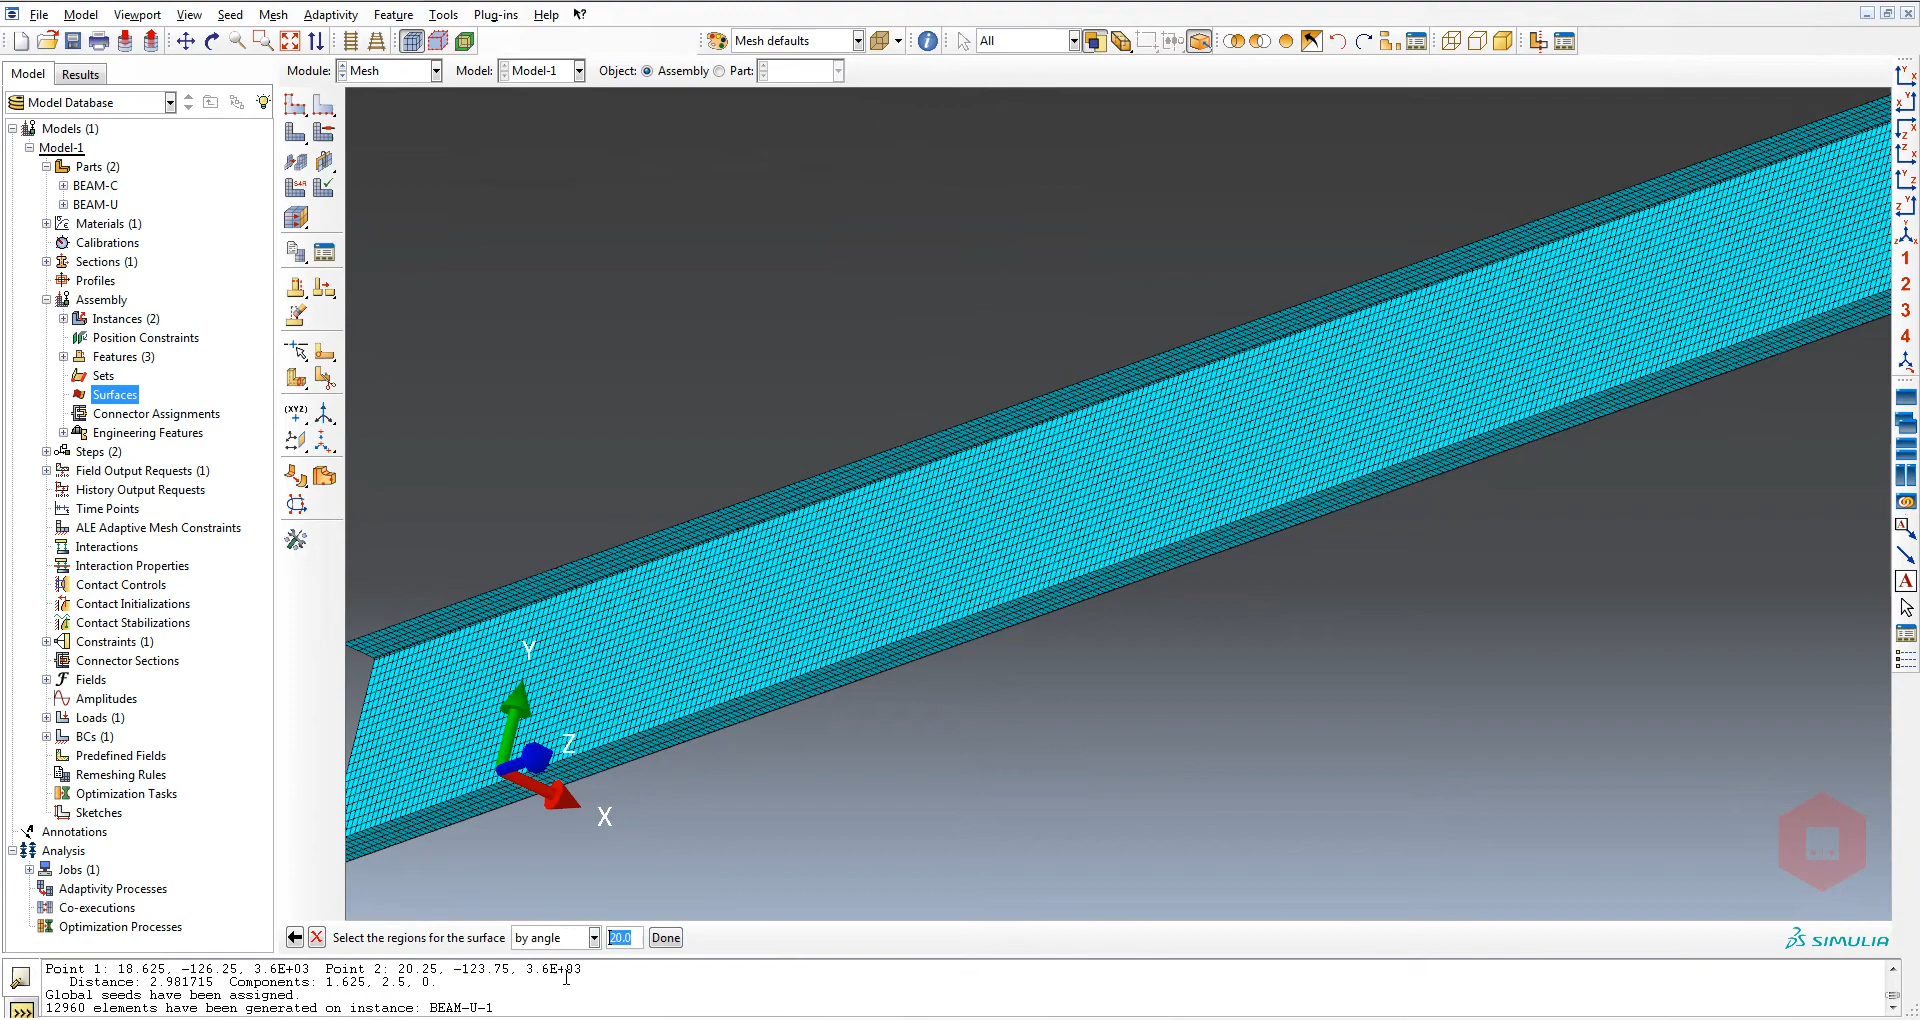 File Model Viewport View Seed Mesh Adaptivity Feature Tools Plug-ins Help
Mesh defaults All
Model Results Module: Mesh Model: Model-1 Object: Assembly Part:
Model Database
Models (1)
Model-1
Parts (2)
BEAM-C
BEAM-U
Materials (1)
Calibrations
Sections (1)
Profiles
Assembly
Instances (2)
Position Constraints
Features (3)
Sets
Surfaces
Connector Assignments
Engineering Features
Steps (2)
Field Output Requests (1)
History Output Requests
Time Points
ALE Adaptive Mesh Constraints
Interactions
Interaction Properties
Contact Controls
Contact Initializations
Contact Stabilizations
Constraints (1)
Connector Sections
Fields
Amplitudes
Loads (1)
BCs (1)
Predefined Fields
Remeshing Rules
Optimization Tasks
Sketches
Annotations
Analysis
Jobs (1)
Adaptivity Processes
Co-executions
Optimization Processes
S4R
(XYZ)
Y
Z
X
1
2
3
4
A
Select the regions for the surface by angle 20.0 Done
SIMULIA
Point 1: 18.625, -126.25, 3.6E+03 Point 2: 20.25, -123.75, 3.6E+03
Distance: 2.981715 Components: 1.625, 2.5, 0.
Global seeds have been assigned.
12960 elements have been generated on instance: BEAM-U-1
>>>